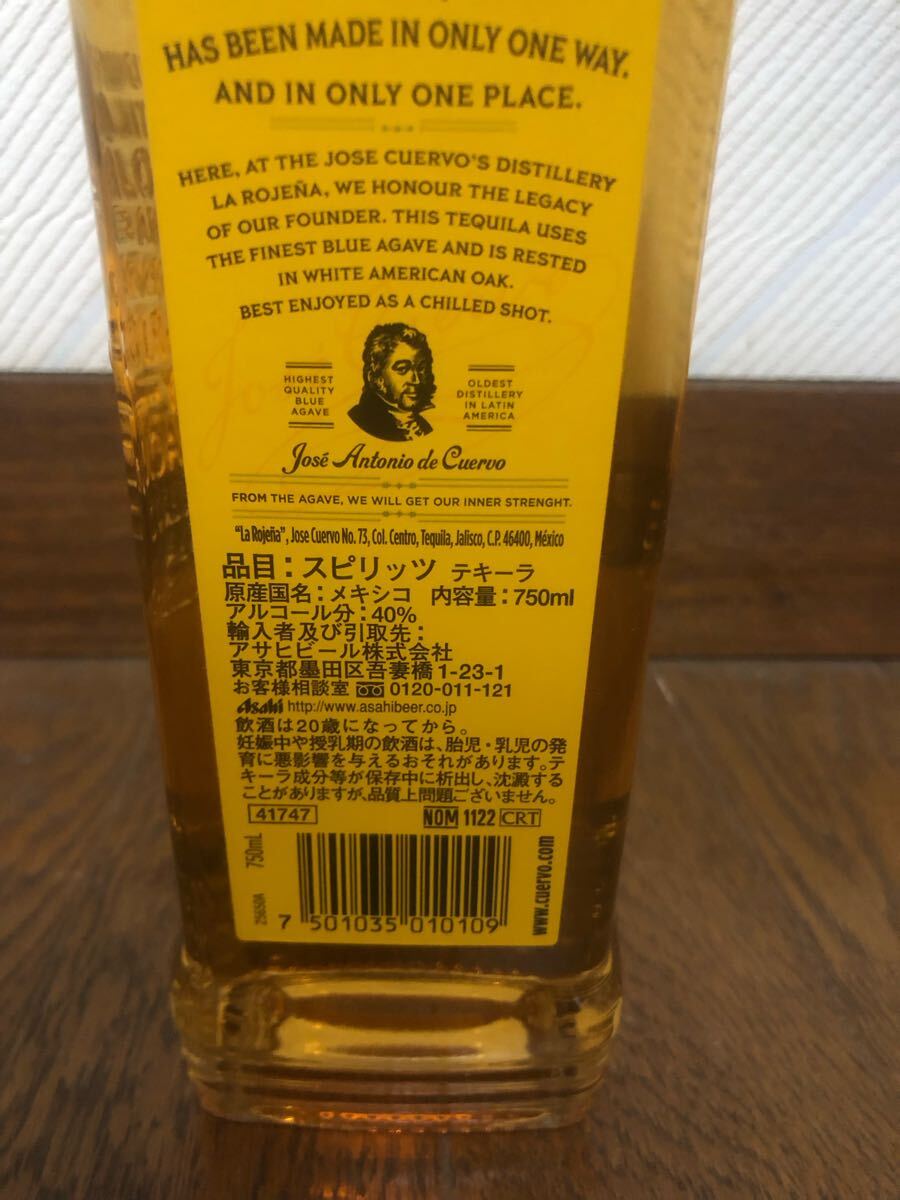 HAS BEEN MADE IN ONLY ONE WAY.
AND IN ONLY ONE PLACE.
HERE, AT THE JOSE CUERVO'S DISTILLERY
LA ROJEÑA, WE HONOUR THE LEGACY
OF OUR FOUNDER. THIS TEQUILA USES
THE FINEST BLUE AGAVE AND IS RESTED
IN WHITE AMERICAN OAK.
BEST ENJOYED AS A CHILLED SHOT.
HIGHEST
QUALITY
BLUE
AGAVE
OLDEST
DISTILLERY
IN LATIN
AMERICA
José Antonio de Cuervo
FROM THE AGAVE, WE WILL GET OUR INNER STRENGHT.
"La Rojeña", Jose Cuervo No. 73, Col. Centro, Tequila, Jalisco, C.P. 46400, México
品目：スピリッツ テキーラ
原産国名：メキシコ 内容量：750ml
アルコール分：40%
輸入者及び引取先：
アサヒビール株式会社
東京都墨田区吾妻橋1-23-1
お客様相談室 0120-011-121
Asahi http://www.asahibeer.co.jp
飲酒は20歳になってから。
妊娠中や授乳期の飲酒は、胎児・乳児の発
育に悪影響を与えるおそれがあります。テ
キーラ成分等が保存中に析出し、沈澱する
ことがありますが、品質上問題ございません。
41747
NOM 1122 CRT
750mL
25650A
7 501035 010109
www.cuervo.com